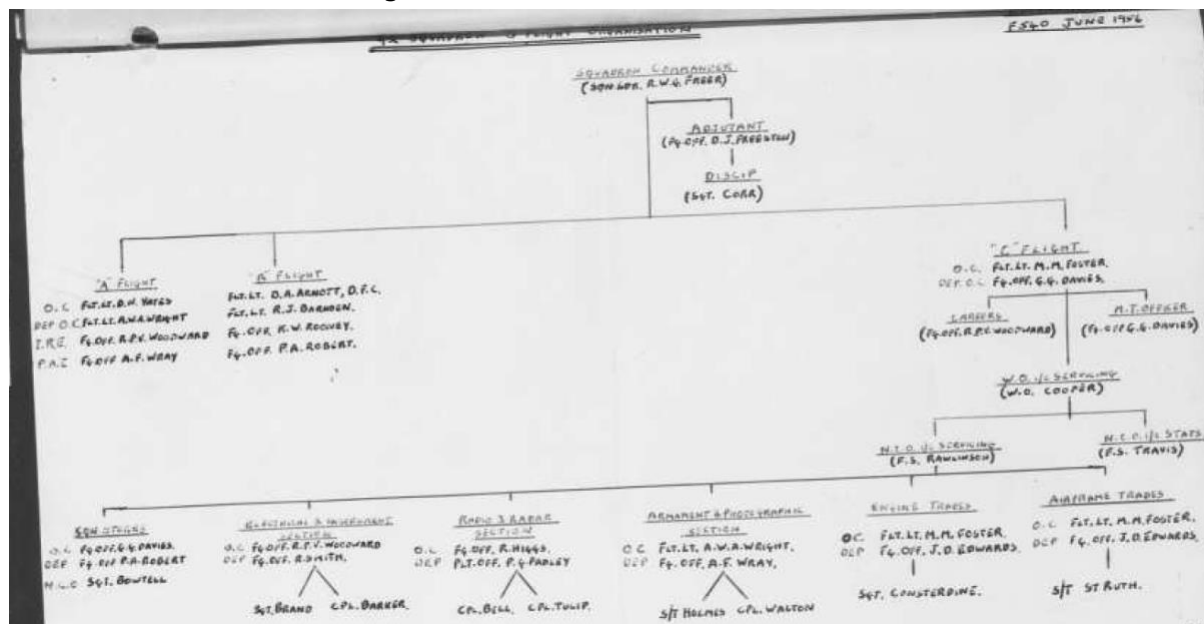 92 SQUADRON & FLIGHT ORGANISATION
F540 JUNE 1956
SQUADRON COMMANDER
(SQN.LDR. R.W.G. FREER)
ADJUTANT
(Fg.OFF. D.J. FREESTON)
DISCIP
(SGT. CORR)
"A" FLIGHT
O.C FLT.LT. D.N. YATES
DEP O.C. FLT.LT. A.W.A. WRIGHT
I.R.E. Fg.OFF. R.P.V. WOODWARD
P.A.I Fg.OFF A.F. WRAY
"B" FLIGHT
FLT.LT. D.A. ARNOTT, D.F.C.
FLT.LT. R.J. BARNDEN.
Fg.OFF. K.W. ROONEY.
Fg.OFF. P.A. ROBERT.
"C" FLIGHT
O.C. FLT.LT. M.M. FOSTER.
DEP. O.C Fg.OFF. G.G. DAVIES.
CAREERS
(Fg.OFF. R.P.V. WOODWARD)
M.T. OFFICER
(Fg.OFF G.G. DAVIES)
W.O. i/c SERVICING
(W.O. COOPER)
N.C.O. i/c SERVICING
(F.S. RAWLINSON)
N.C.O. i/c STATS
(F.S. TRAVIS)
SQN. STORES
O.C Fg.OFF. G.G. DAVIES.
DEP Fg.OFF P.A. ROBERT
N.C.O SGT. BOWTELL
ELECTRICAL & INSTRUMENT
SECTION
O.C Fg.OFF. R.P.V. WOODWARD
DEP Fg.OFF. R. SMITH.
SGT. BRAND CPL. BARKER.
RADIO & RADAR
SECTION
O.C. Fg.OFF. R. HIGGS.
DEP. PLT.OFF. P.G. PADLEY
CPL. BELL. CPL. TULIP.
ARMAMENT & PHOTOGRAPHIC
SECTION
O.C FLT.LT. A.W.A. WRIGHT.
DEP Fg.OFF. A.F. WRAY.
S/T HOLMES CPL. WALTON
ENGINE TRADES
O.C. FLT.LT. M.M. FOSTER.
DEP Fg.OFF. J.D. EDWARDS.
SGT. CONSTERDINE.
AIRFRAME TRADES
O.C. FLT.LT. M.M. FOSTER.
DEP Fg.OFF. J.D. EDWARDS.
S/T ST RUTH.